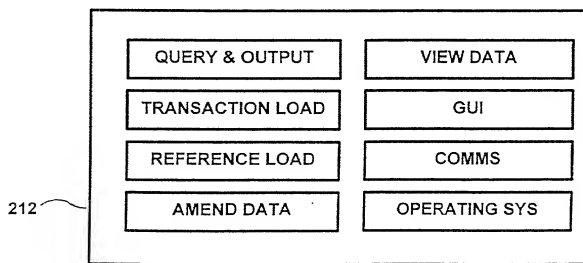 QUERY & OUTPUT VIEW DATA
TRANSACTION LOAD GUI
REFERENCE LOAD COMMS
212 AMEND DATA OPERATING SYS